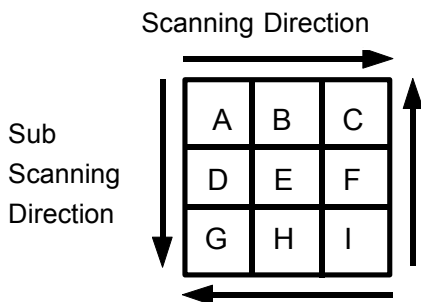 Scanning Direction
Sub
Scanning
Direction
A B C
D E F
G H I